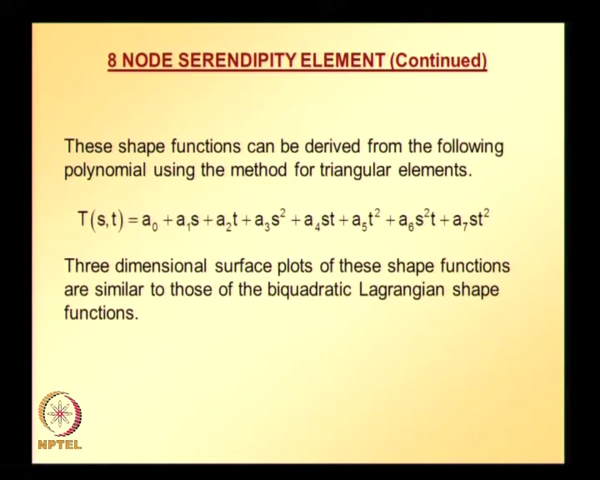 8 NODE SERENDIPITY ELEMENT (Continued)
These shape functions can be derived from the following
polynomial using the method for triangular elements.
T(s,t) = a₀ + a₁s + a₂t + a₃s² + a₄st + a₅t² + a₆s²t + a₇st²
Three dimensional surface plots of these shape functions
are similar to those of the biquadratic Lagrangian shape
functions.
NPTEL